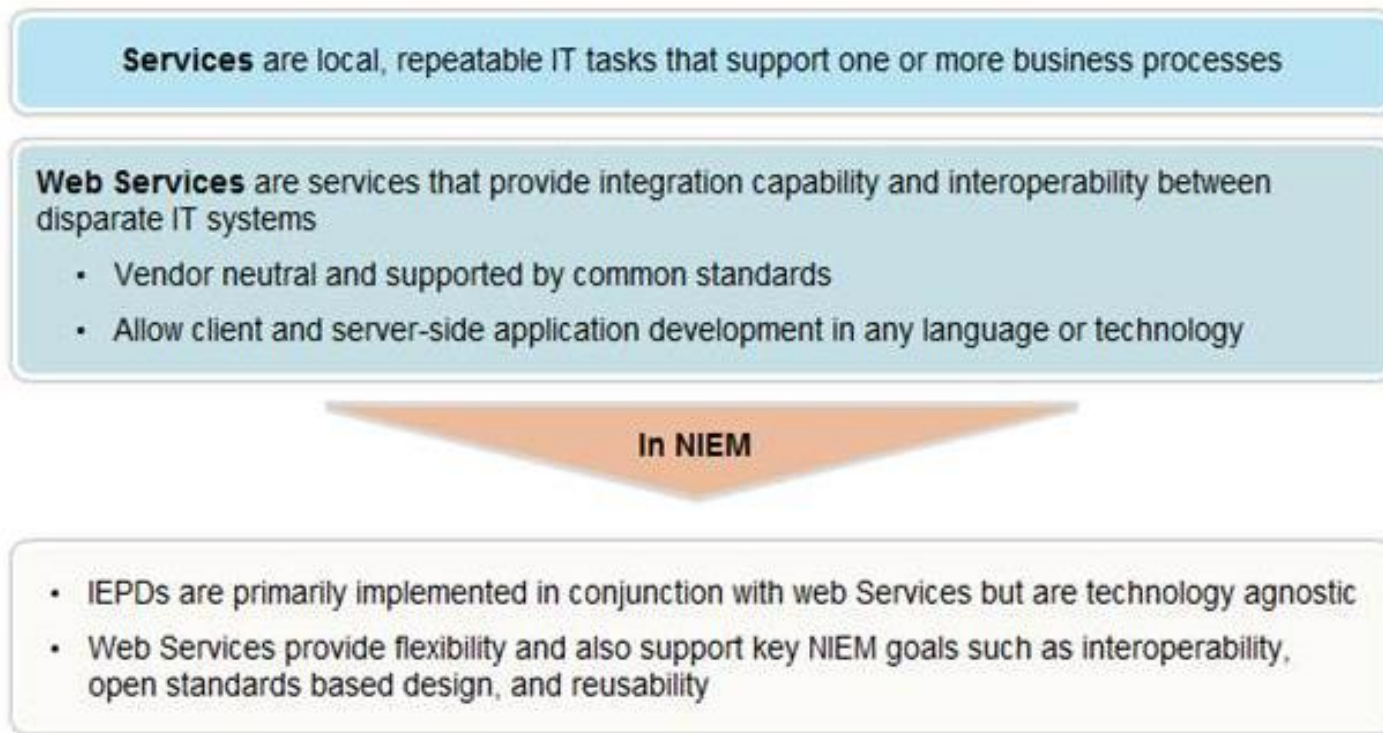 Services are local, repeatable IT tasks that support one or more business processes
Web Services are services that provide integration capability and interoperability between
disparate IT systems
• Vendor neutral and supported by common standards
• Allow client and server-side application development in any language or technology
In NIEM
• IEPDs are primarily implemented in conjunction with web Services but are technology agnostic
• Web Services provide flexibility and also support key NIEM goals such as interoperability,
open standards based design, and reusability